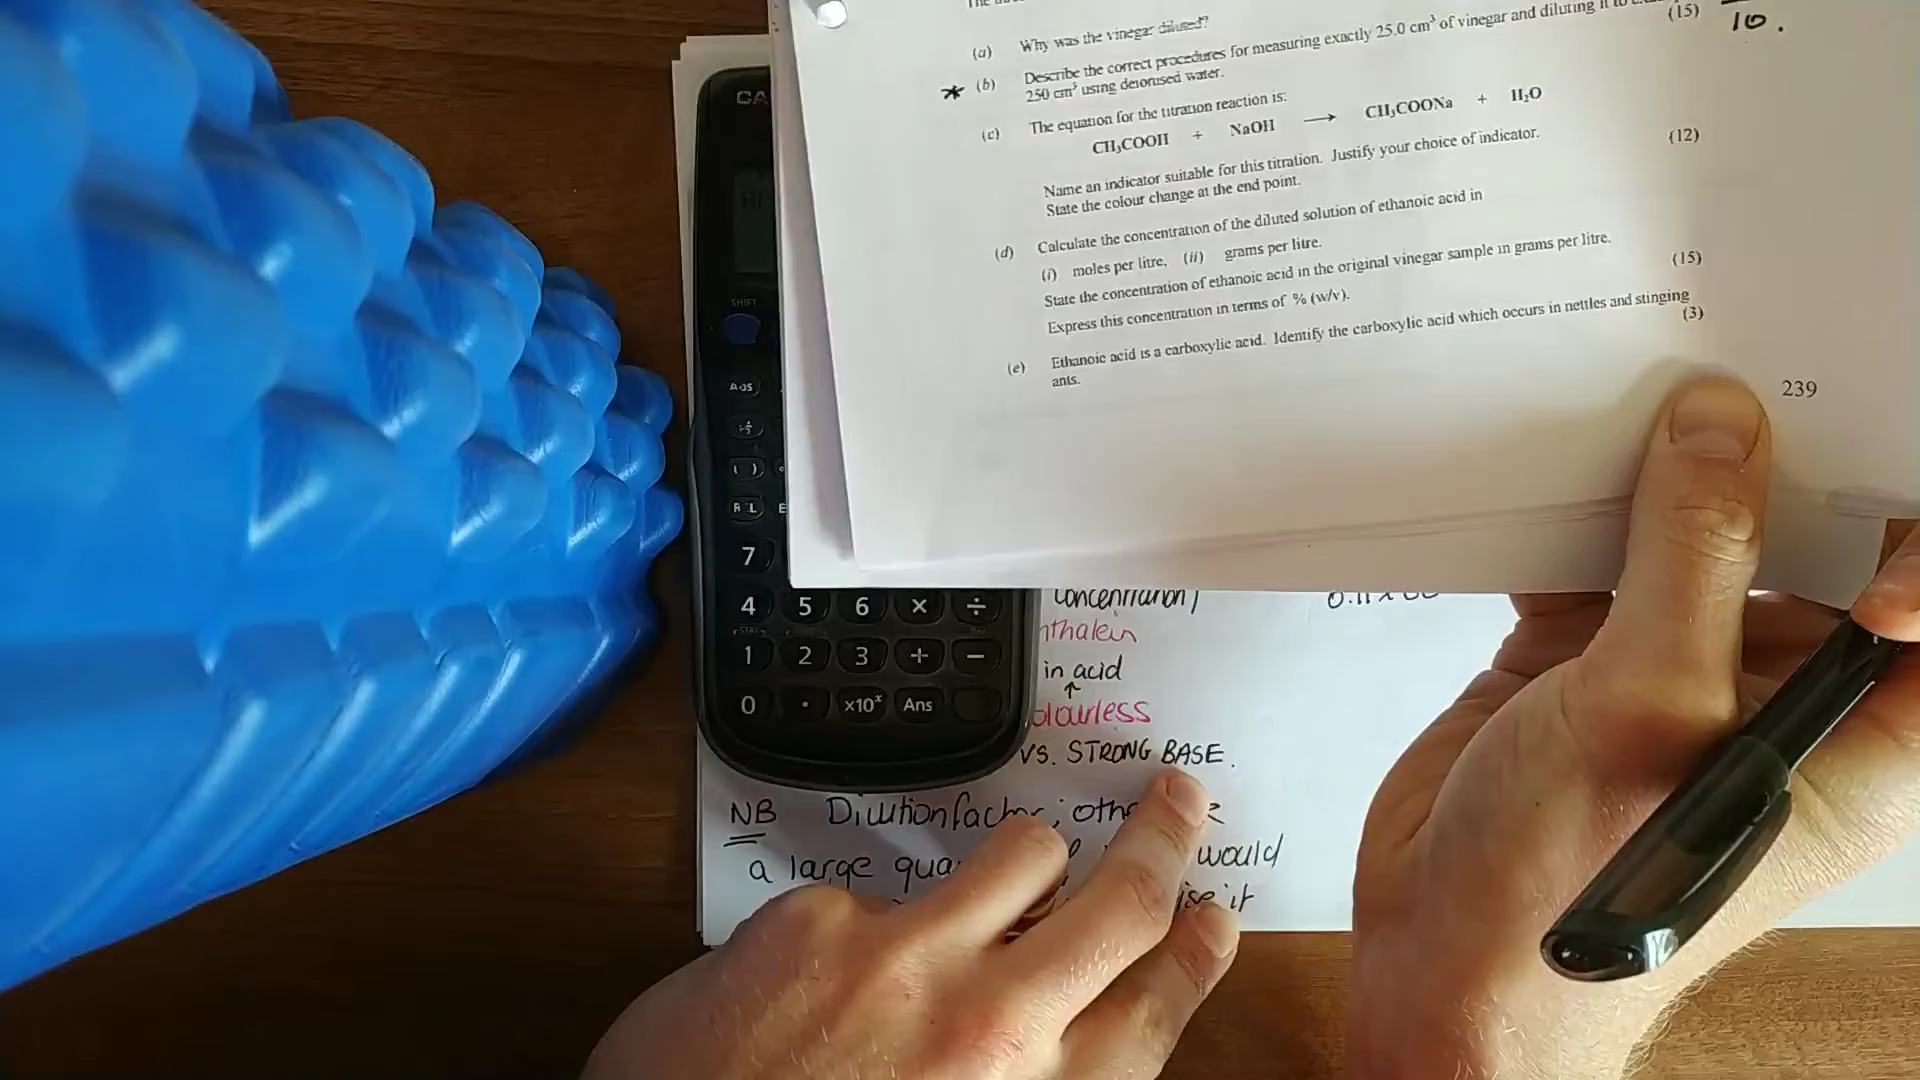 (a) Why was the vinegar diluted?
* (b) Describe the correct procedures for measuring exactly 25.0 cm³ of vinegar and diluting it to
(15)
10.
250 cm³ using deionised water.
(c) The equation for the titration reaction is:
CH₃COOH + NaOH ⟶ CH₃COONa + H₂O
Name an indicator suitable for this titration. Justify your choice of indicator.
(12)
State the colour change at the end point.
(d) Calculate the concentration of the diluted solution of ethanoic acid in
(i) moles per litre, (ii) grams per litre.
State the concentration of ethanoic acid in the original vinegar sample in grams per litre.
(15)
Express this concentration in terms of % (w/v).
(e) Ethanoic acid is a carboxylic acid. Identify the carboxylic acid which occurs in nettles and stinging
(3)
ants.
239
CA
SHIFT
7
4 5 6 × ÷
1 2 3 + −
0 . ×10ˣ Ans
concentration)
nthalein
in acid
↑
olourless
vs. STRONG BASE.
NB Dilution factor; othe
a large qua would
ise it